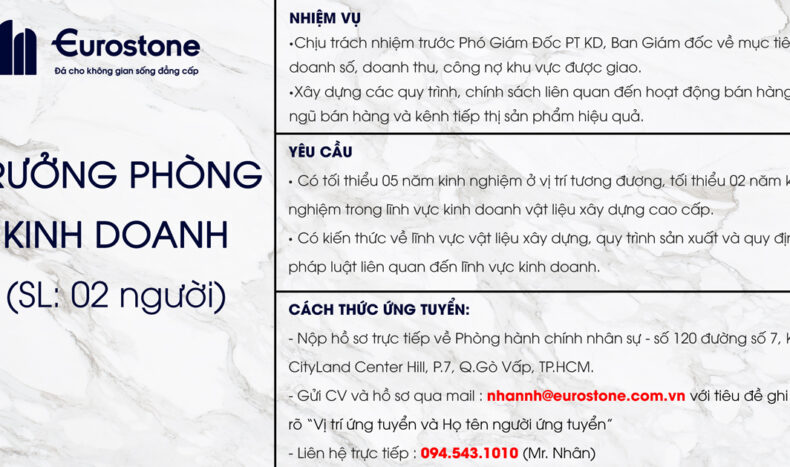 Eurostone
Đá cho không gian sống đẳng cấp
RƯỞNG PHÒNG
KINH DOANH
(SL: 02 người)
NHIỆM VỤ
•Chịu trách nhiệm trước Phó Giám Đốc PT KD, Ban Giám đốc về mục tiê
doanh số, doanh thu, công nợ khu vực được giao.
•Xây dựng các quy trình, chính sách liên quan đến hoạt động bán hàng
ngũ bán hàng và kênh tiếp thị sản phẩm hiệu quả.
YÊU CẦU
• Có tối thiểu 05 năm kinh nghiệm ở vị trí tương đương, tối thiểu 02 năm k
nghiệm trong lĩnh vực kinh doanh vật liệu xây dựng cao cấp.
• Có kiến thức về lĩnh vực vật liệu xây dựng, quy trình sản xuất và quy địn
pháp luật liên quan đến lĩnh vực kinh doanh.
CÁCH THỨC ỨNG TUYỂN:
- Nộp hồ sơ trực tiếp về Phòng hành chính nhân sự - số 120 đường số 7, K
CityLand Center Hill, P.7, Q.Gò Vấp, TP.HCM.
- Gửi CV và hồ sơ qua mail : nhannh@eurostone.com.vn với tiêu đề ghi
rõ “Vị trí ứng tuyển và Họ tên người ứng tuyển”
- Liên hệ trực tiếp : 094.543.1010 (Mr. Nhân)